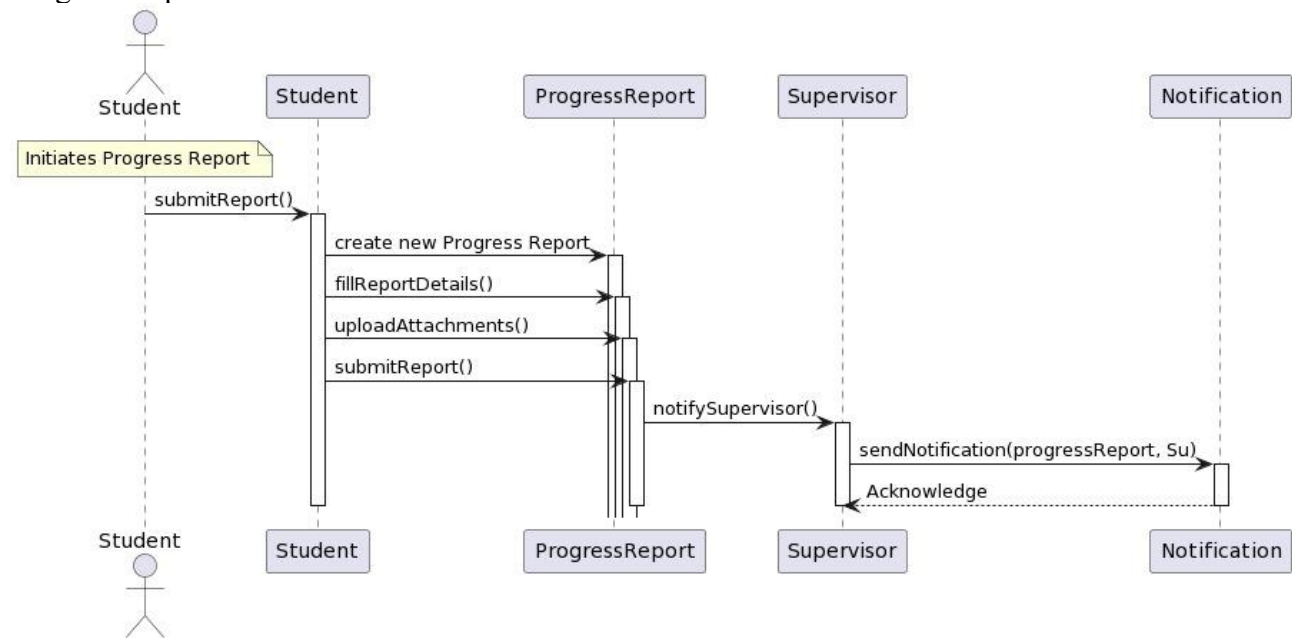 Student
Student
ProgressReport
Supervisor
Notification
Initiates Progress Report
submitReport()
create new Progress Report
fillReportDetails()
uploadAttachments()
submitReport()
notifySupervisor()
sendNotification(progressReport, Su)
Acknowledge
Student
Student
ProgressReport
Supervisor
Notification